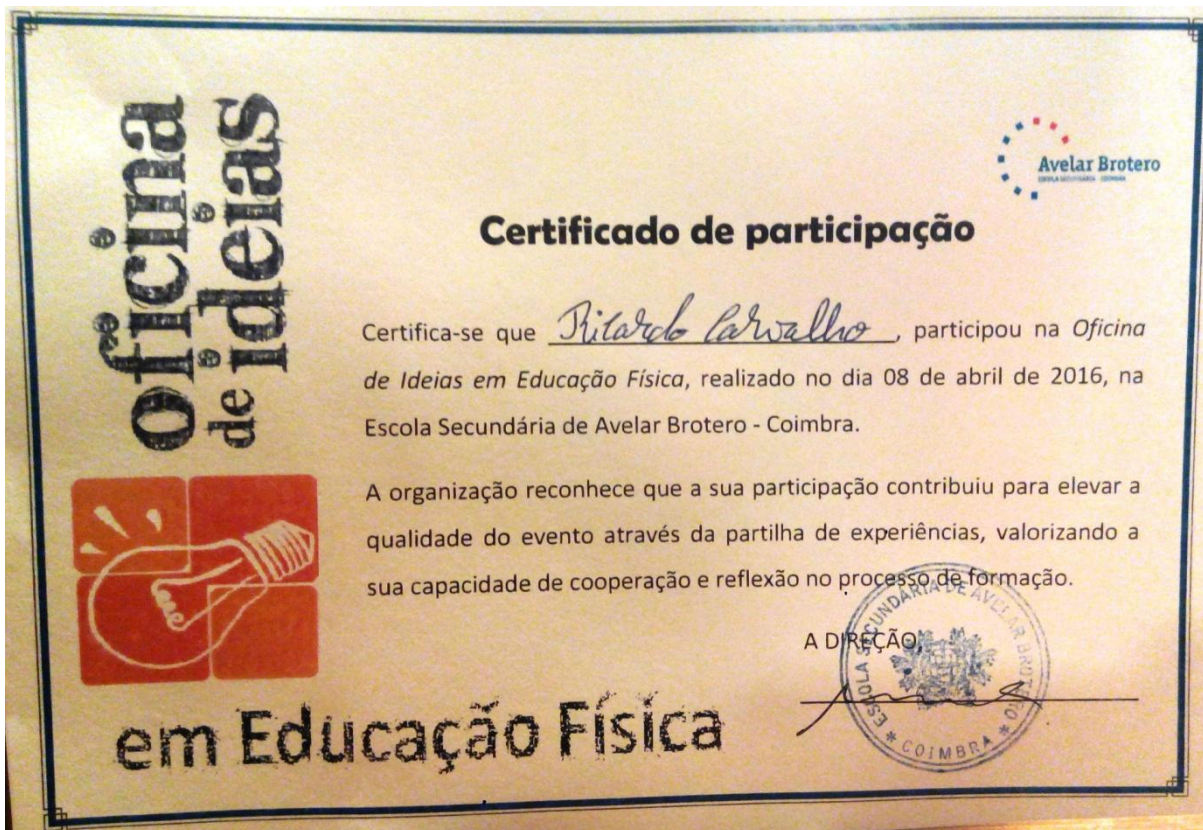 oficina
de ideias
Avelar Brotero
ESCOLA SECUNDÁRIA COIMBRA
Certificado de participação
Certifica-se que Ricardo Carvalho, participou na Oficina
de Ideias em Educação Física, realizado no dia 08 de abril de 2016, na
Escola Secundária de Avelar Brotero - Coimbra.
A organização reconhece que a sua participação contribuiu para elevar a
qualidade do evento através da partilha de experiências, valorizando a
sua capacidade de cooperação e reflexão no processo de formação.
A DIREÇÃO,
ESCOLA SECUNDARIA DE AVELAR BROTERO * COIMBRA *
em Educação Física